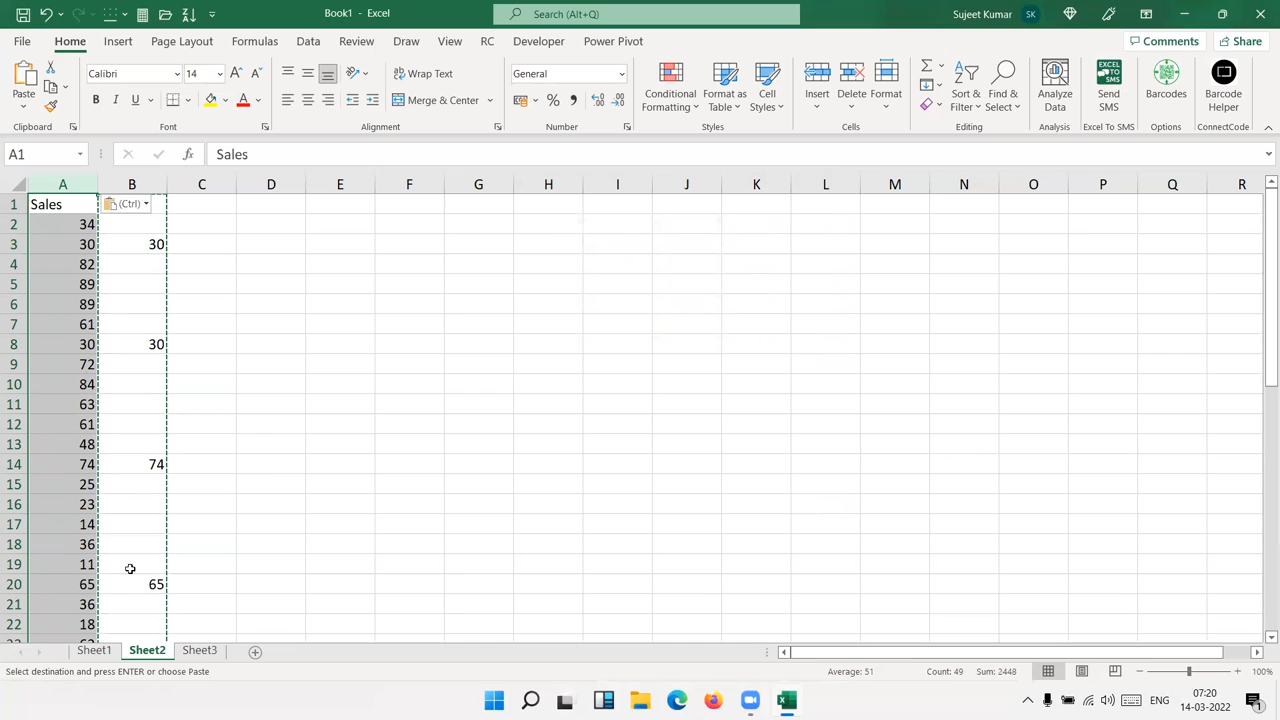 Book1 - Excel
Search (Alt+Q)
Sujeet Kumar
SK
File
Home
Insert
Page Layout
Formulas
Data
Review
View
Draw
RC
Developer
Power Pivot
Comments
Share
Paste
Calibri
14
Wrap Text
Merge & Center
General
Conditional Formatting
Format as Table
Cell Styles
Insert
Delete
Format
Sort & Filter
Find & Select
Analyze Data
Excel to SMS
Send SMS
Barcodes
Barcode Helper
Clipboard
Font
Alignment
Number
Styles
Cells
Editing
Analysis
Excel To SMS
Options
ConnectCode
A1
fx
Sales
A B C D E F G H I J K L M N O P Q R
1 Sales (Ctrl)
2 34
3 30 30
4 82
5 89
6 89
7 61
8 30 30
9 72
10 84
11 63
12 61
13 48
14 74 74
15 25
16 23
17 14
18 36
19 11
20 65 65
21 36
22 18
Sheet1 Sheet2 Sheet3
Select destination and press ENTER or choose Paste
Average: 51
Count: 49
Sum: 2448
100%
ENG
07:20
14-03-2022